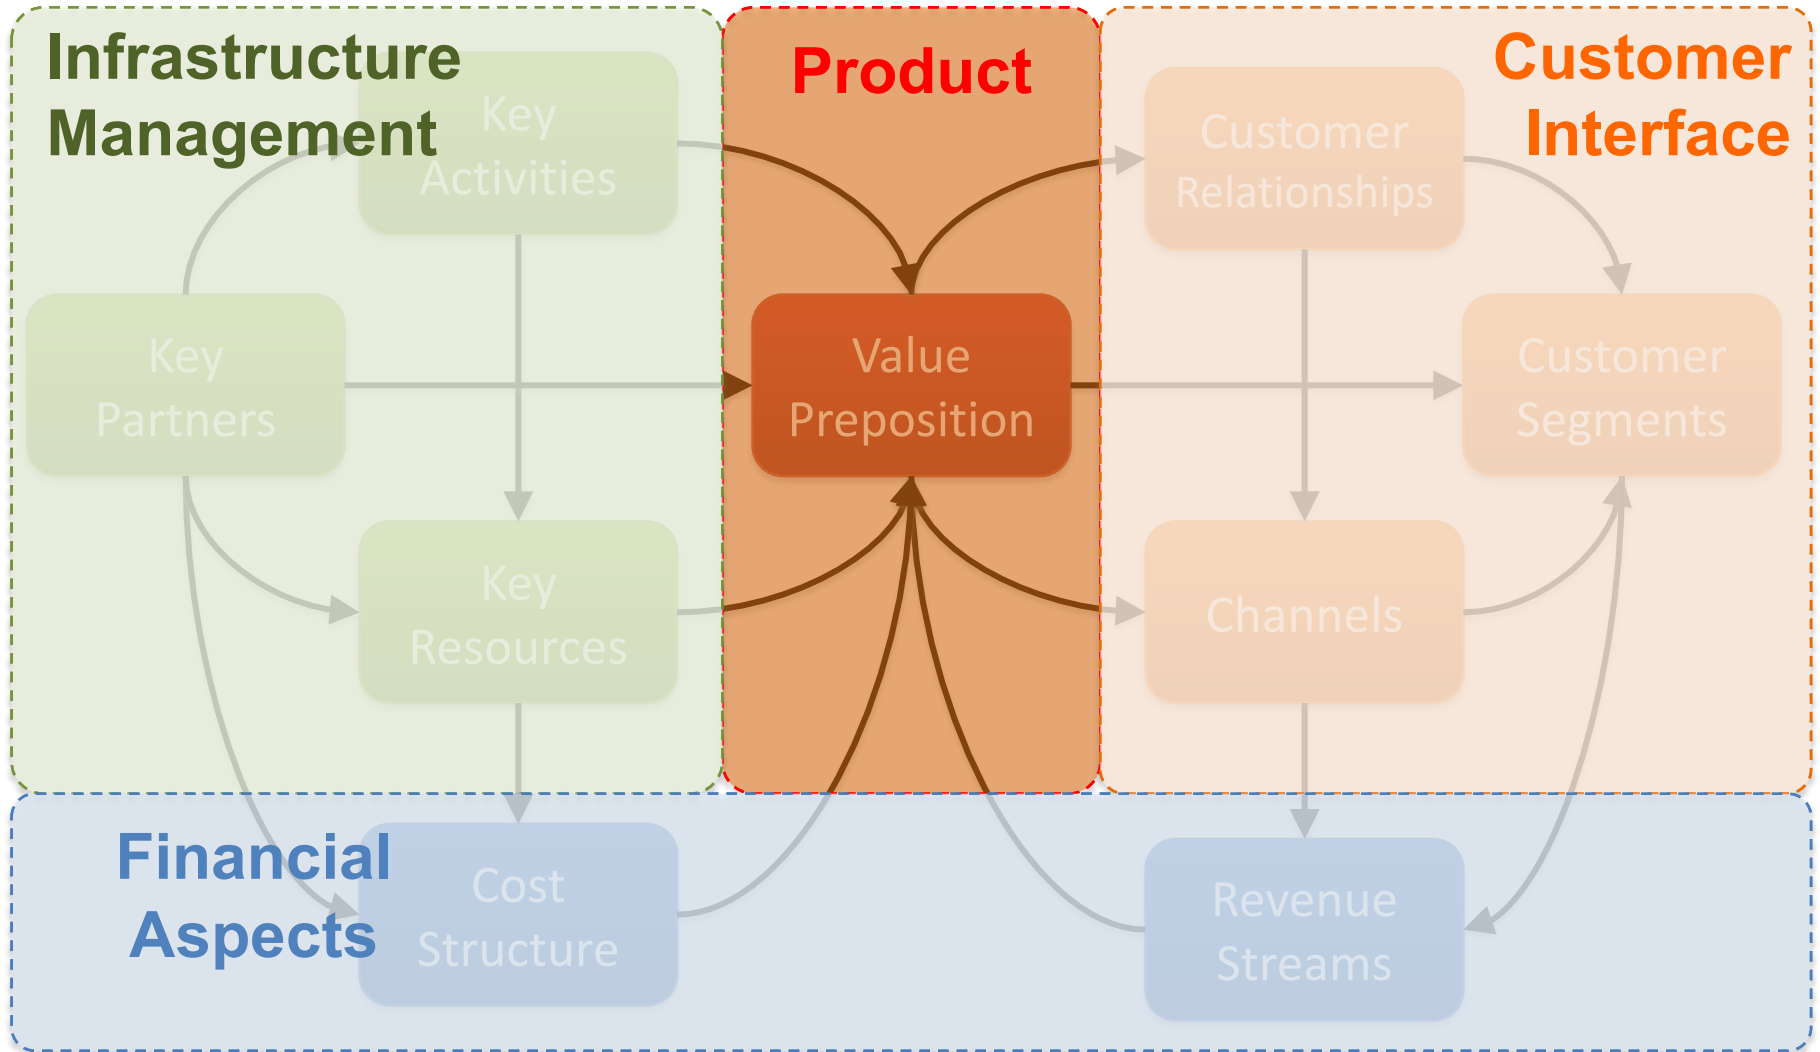 Infrastructure
Management
Product
Customer
Interface
Key
Activities
Customer
Relationships
Key
Partners
Value
Preposition
Customer
Segments
Key
Resources
Channels
Financial
Aspects
Cost
Structure
Revenue
Streams